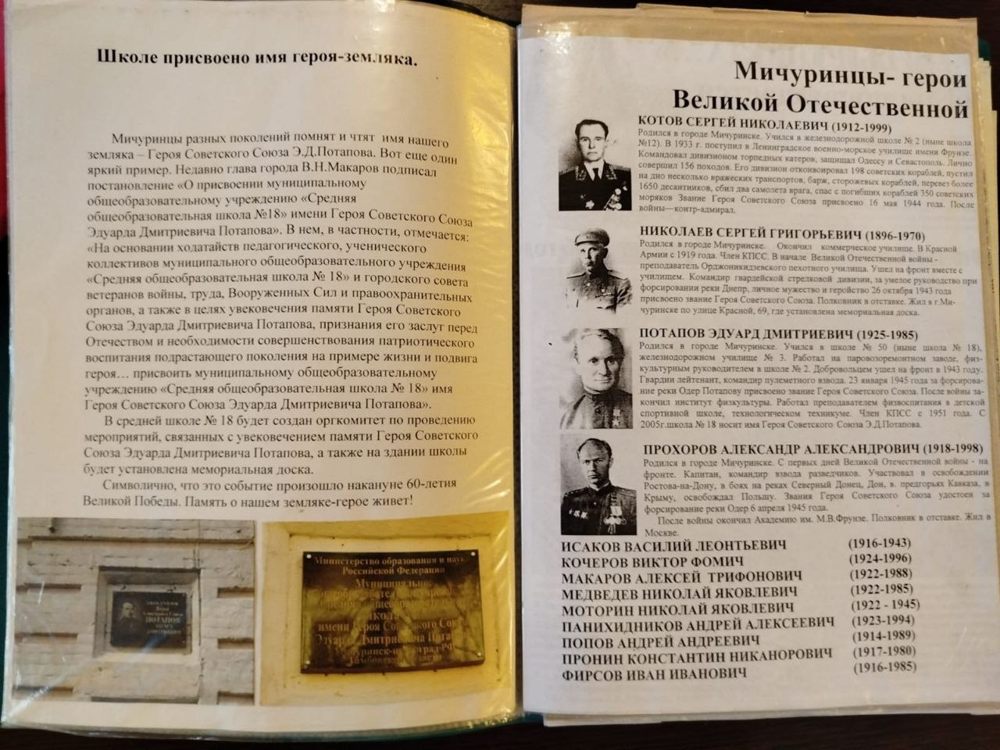 Школе присвоено имя героя-земляка.
Мичуринцы разных поколений помнят и чтят имя нашего
земляка – Героя Советского Союза Э.Д.Потапова. Вот еще один
яркий пример. Недавно глава города В.Н.Макаров подписал
постановление «О присвоении муниципальному
общеобразовательному учреждению «Средняя
общеобразовательная школа №18» имени Героя Советского Союза
Эдуарда Дмитриевича Потапова». В нем, в частности, отмечается:
«На основании ходатайств педагогического, ученического
коллективов муниципального общеобразовательного учреждения
«Средняя общеобразовательная школа № 18» и городского совета
ветеранов войны, труда, Вооруженных Сил и правоохранительных
органов, а также в целях увековечения памяти Героя Советского
Союза Эдуарда Дмитриевича Потапова, признания его заслуг перед
Отечеством и необходимости совершенствования патриотического
воспитания подрастающего поколения на примере жизни и подвига
героя… присвоить муниципальному общеобразовательному
учреждению «Средняя общеобразовательная школа № 18» имя
Героя Советского Союза Эдуарда Дмитриевича Потапова».
В средней школе № 18 будет создан оргкомитет по проведению
мероприятий, связанных с увековечением памяти Героя Советского
Союза Эдуарда Дмитриевича Потапова, а также на здании школы
будет установлена мемориальная доска.
Символично, что это событие произошло накануне 60-летия
Великой Победы. Память о нашем земляке-герое живет!
ПОТАПОВ
Министерство образования и наук
Российской Федерации
Муниципально
имени Героя Советского Сою
Эдуарда Дмитриевича Пота
Мичуринцы- герои
Великой Отечественной
КОТОВ СЕРГЕЙ НИКОЛАЕВИЧ (1912-1999)
Родился в городе Мичуринске. Учился в железнодорожной школе № 2 (ныне школа
№12). В 1933 г. поступил в Ленинградское военно-морское училище имени Фрунзе.
Командовал дивизионом торпедных катеров, защищал Одессу и Севастополь. Лично
совершил 156 походов. Его дивизион отконвоировал 198 советских кораблей, пустил
на дно несколько вражеских транспортов, барж, сторожевых кораблей, перевез более
1650 десантников, сбил два самолета врага, спас с погибших кораблей 350 советских
моряков Звание Героя Советского Союза присвоено 16 мая 1944 года. После
войны—контр-адмирал.
НИКОЛАЕВ СЕРГЕЙ ГРИГОРЬЕВИЧ (1896-1970)
Родился в городе Мичуринске. Окончил коммерческое училище. В Красной
Армии с 1919 года. Член КПСС. В начале Великой Отечественной войны -
преподаватель Орджоникидзевского пехотного училища. Ушел на фронт вместе с
училищем. Командир гвардейской стрелковой дивизии, за умелое руководство при
форсировании реки Днепр, личное мужество и геройство 26 октября 1943 года
присвоено звание Героя Советского Союза. Полковник в отставке. Жил в г.Ми-
чуринске по улице Красной, 69, где установлена мемориальная доска.
ПОТАПОВ ЭДУАРД ДМИТРИЕВИЧ (1925-1985)
Родился в городе Мичуринске. Учился в школе № 50 (ныне школа № 18),
железнодорожном училище № 3. Работал на паровозоремонтном заводе, физ-
культурным руководителем в школе № 2. Добровольцем ушел на фронт в 1943 году.
Гвардии лейтенант, командир пулеметного взвода. 23 января 1945 года за форсирова-
ние реки Одер Потапову присвоено звание Героя Советского Союза. После войны за-
кончил институт физкультуры. Работал преподавателем физвоспитания в детской
спортивной школе, технологическом техникуме. Член КПСС с 1951 года. С
2005г.школа № 18 носит имя Героя Советского Союза Э.Д.Потапова.
ПРОХОРОВ АЛЕКСАНДР АЛЕКСАНДРОВИЧ (1918-1998)
Родился в городе Мичуринске. С первых дней Великой Отечественной войны - на
фронте. Капитан, командир взвода разведчиков. Участвовал в освобождении
Ростова-на-Дону, в боях на реках Северный Донец, Дон, в. предгорьях Кавказа, в
Крыму, освобождал Польшу. Звания Героя Советского Союза удостоен за
форсирование реки Одер 6 апреля 1945 года.
После войны окончил Академию им. М.В.Фрунзе. Полковник в отставке. Жил в
Москве.
ИСАКОВ ВАСИЛИЙ ЛЕОНТЬЕВИЧ (1916-1943)
КОЧЕРОВ ВИКТОР ФОМИЧ (1924-1996)
МАКАРОВ АЛЕКСЕЙ ТРИФОНОВИЧ (1922-1988)
МЕДВЕДЕВ НИКОЛАЙ ЯКОВЛЕВИЧ (1922-1985)
МОТОРИН НИКОЛАЙ ЯКОВЛЕВИЧ (1922 - 1945)
ПАНИХИДНИКОВ АНДРЕЙ АЛЕКСЕЕВИЧ (1923-1994)
ПОПОВ АНДРЕЙ АНДРЕЕВИЧ (1914-1989)
ПРОНИН КОНСТАНТИН НИКАНОРОВИЧ (1917-1980)
ФИРСОВ ИВАН ИВАНОВИЧ (1916-1985)